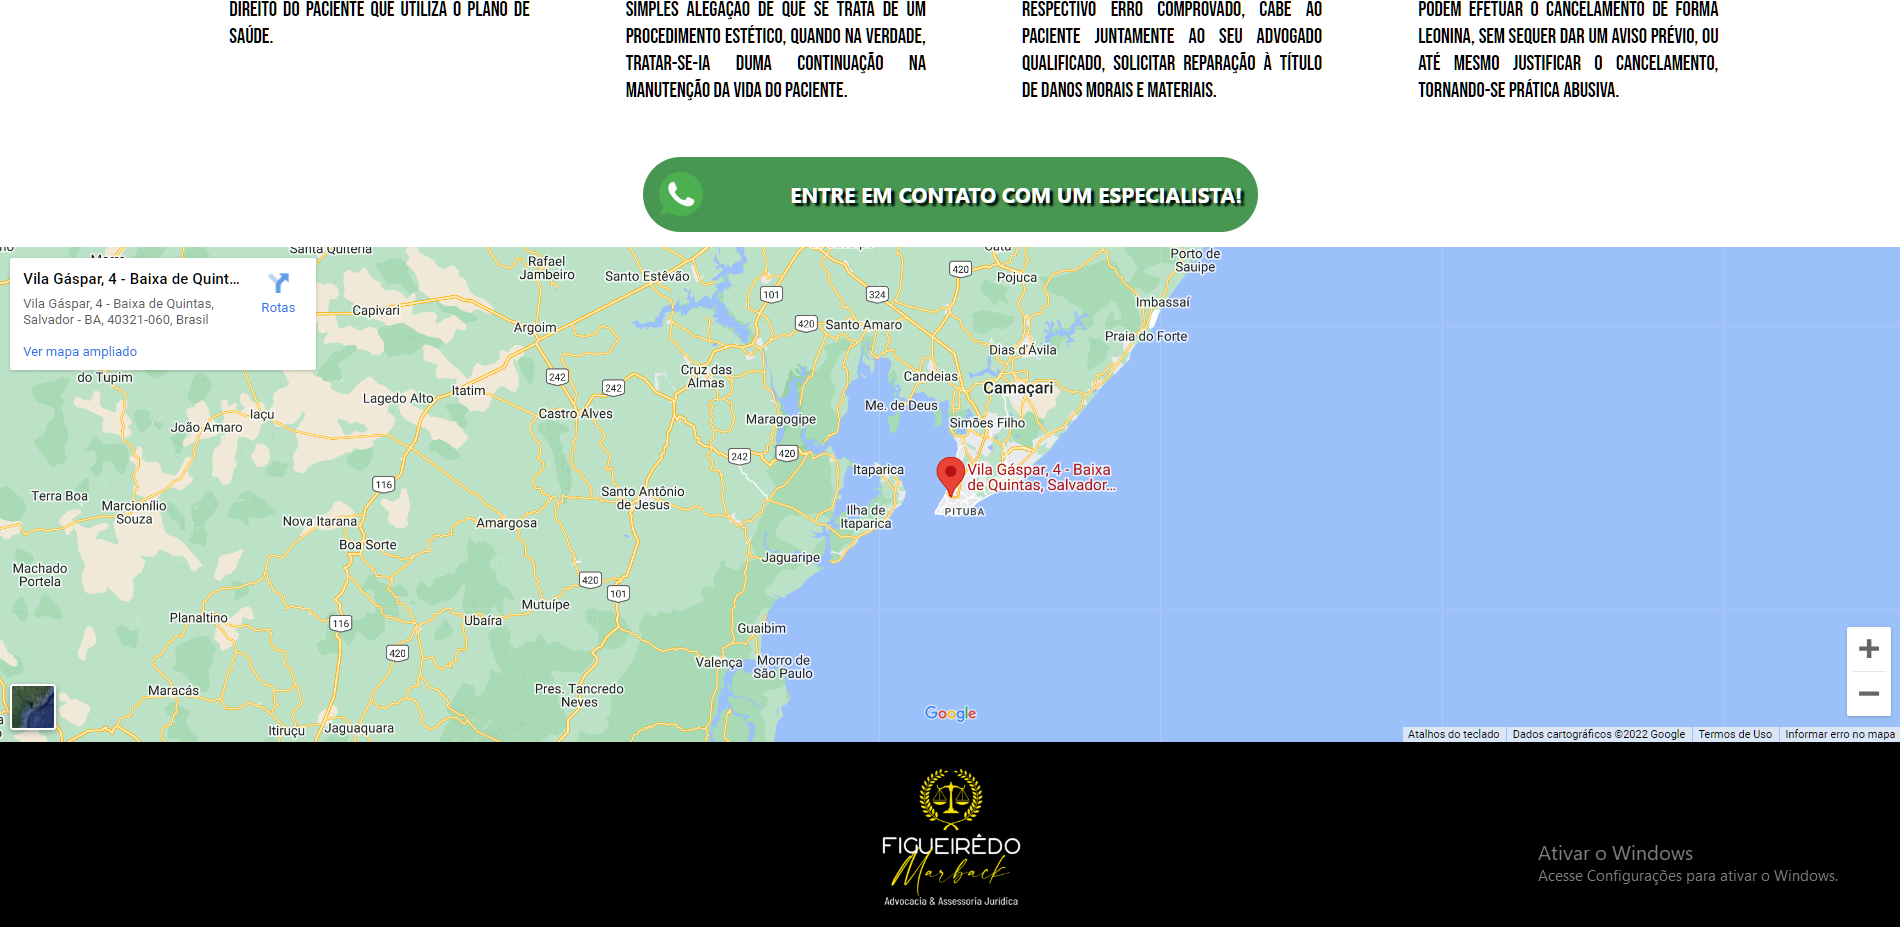 DIREITO DO PACIENTE QUE UTILIZA O PLANO DE
SAÚDE.
SIMPLES ALEGAÇÃO DE QUE SE TRATA DE UM
PROCEDIMENTO ESTÉTICO, QUANDO NA VERDADE,
TRATAR-SE-IA DUMA CONTINUAÇÃO NA
MANUTENÇÃO DA VIDA DO PACIENTE.
RESPECTIVO ERRO COMPROVADO, CABE AO
PACIENTE JUNTAMENTE AO SEU ADVOGADO
QUALIFICADO, SOLICITAR REPARAÇÃO À TÍTULO
DE DANOS MORAIS E MATERIAIS.
PODEM EFETUAR O CANCELAMENTO DE FORMA
LEONINA, SEM SEQUER DAR UM AVISO PRÉVIO, OU
ATÉ MESMO JUSTIFICAR O CANCELAMENTO,
TORNANDO-SE PRÁTICA ABUSIVA.
ENTRE EM CONTATO COM UM ESPECIALISTA!
Vila Gáspar, 4 - Baixa de Quint...
Vila Gáspar, 4 - Baixa de Quintas,
Salvador - BA, 40321-060, Brasil
Rotas
Ver mapa ampliado
Santa Quitéria
Rafael
Jambeiro
Santo Estêvão
101
324
420
Catu
Pojuca
Porto de
Sauipe
Imbassaí
Capivari
Argoim
420
Santo Amaro
Praia do Forte
Dias d'Ávila
do Tupim
Cruz das
Almas
Candeias
Camaçari
242
242
Itatim
Lagedo Alto
Iaçu
João Amaro
Castro Alves
Maragogipe
Me. de Deus
Simões Filho
242
420
Itaparica
Vila Gáspar, 4 - Baixa
de Quintas, Salvador...
116
Terra Boa
Marcionílio
Souza
Santo Antônio
de Jesus
Nova Itarana
Amargosa
Ilha de
Itaparica
PITUBA
Boa Sorte
Jaguaripe
Machado
Portela
420
101
Mutuípe
Planaltino
116
Ubaíra
Guaibim
420
Valença
Morro de
São Paulo
Maracás
Pres. Tancredo
Neves
Itiruçu
Jaguaquara
Google
Atalhos do teclado
Dados cartográficos ©2022 Google
Termos de Uso
Informar erro no mapa
FIGUEIRÊDO
Marback
Advocacia & Assessoria Jurídica
Ativar o Windows
Acesse Configurações para ativar o Windows.